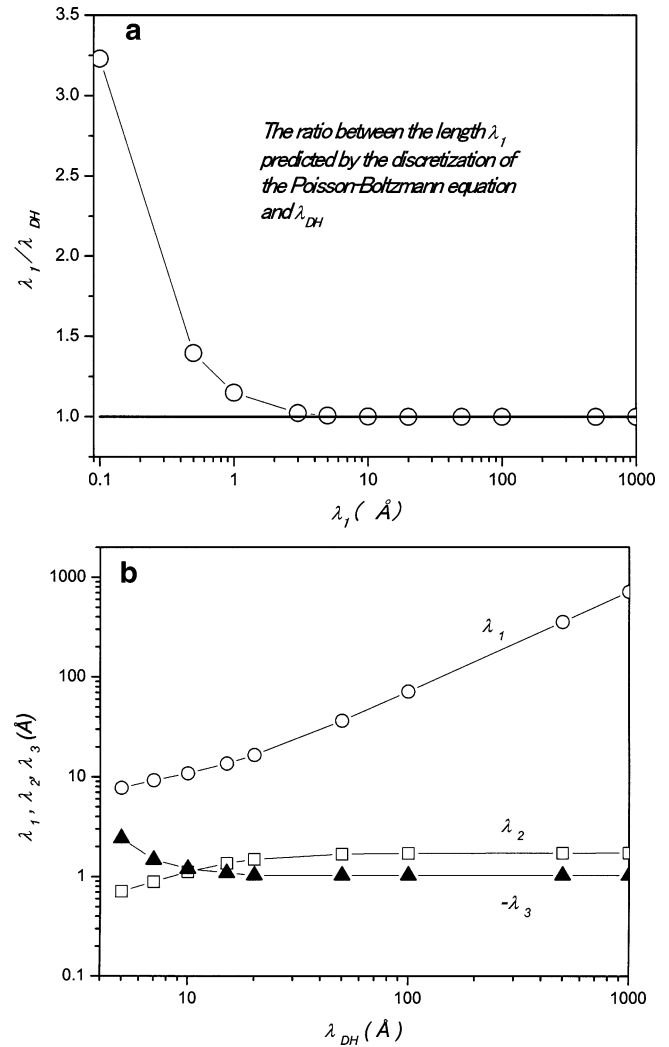 a
3.5
3.0
2.5
2.0
1.5
1.0
λ1/λDH
The ratio between the length λ1
predicted by the discretization of
the Poisson-Boltzmann equation
and λDH
0.1 1 10 100 1000
λ1 ( Å)
b
1000
100
10
1
0.1
λ1, λ2, λ3 (Å)
λ1
λ2
-λ3
10 100 1000
λDH (Å)